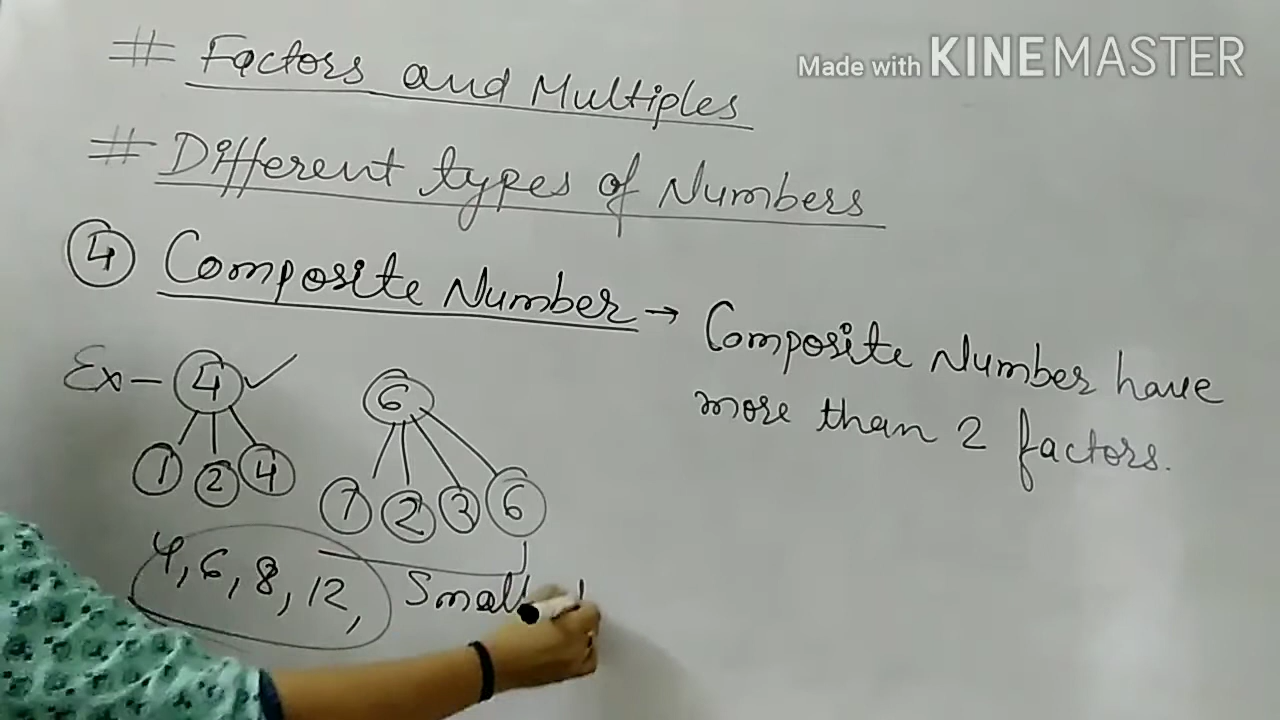 Made with KINEMASTER
# Factors and Multiples
# Different types of Numbers
④ Composite Number → Composite Number have
more than 2 factors.
Ex - 4 ✓ 6
1 2 4 1 2 3 6
4, 6, 8, 12, Small